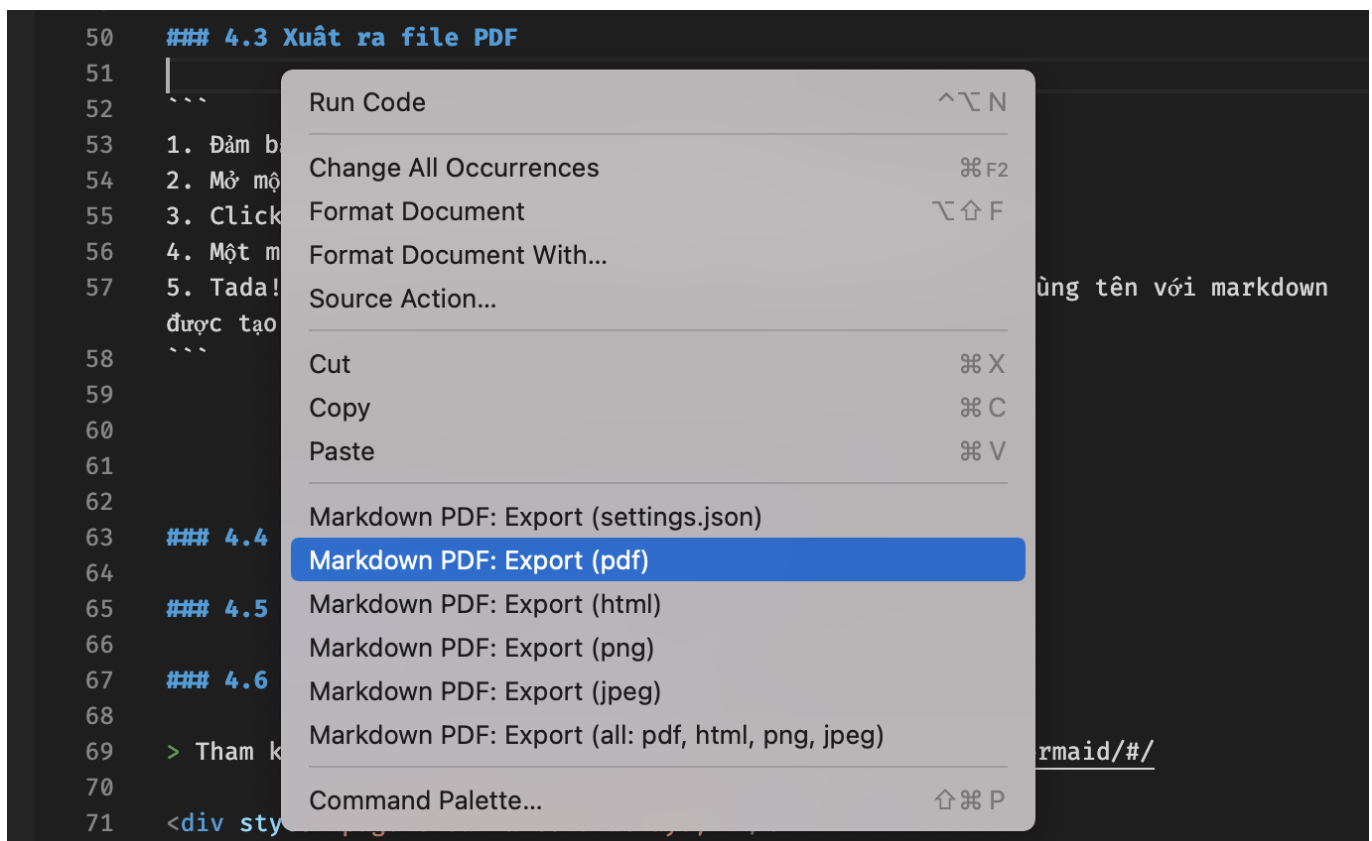 50 ### 4.3 Xuất ra file PDF
51
52 ```
53 1. Đảm
54 2. Mở
55 3. Click
56 4. Một
57 5. Tada! ùng tên với markdown
được tạo
58 ```
59
60
61
62
63 ### 4.4
64
65 ### 4.5
66
67 ### 4.6
68
69 > Tham rmaid/#/
70
71 <div
Run Code ^⌥ N
Change All Occurrences ⌘ F2
Format Document ⌥⇧ F
Format Document With...
Source Action...
Cut ⌘ X
Copy ⌘ C
Paste ⌘ V
Markdown PDF: Export (settings.json)
Markdown PDF: Export (pdf)
Markdown PDF: Export (html)
Markdown PDF: Export (png)
Markdown PDF: Export (jpeg)
Markdown PDF: Export (all: pdf, html, png, jpeg)
Command Palette... ⇧⌘ P